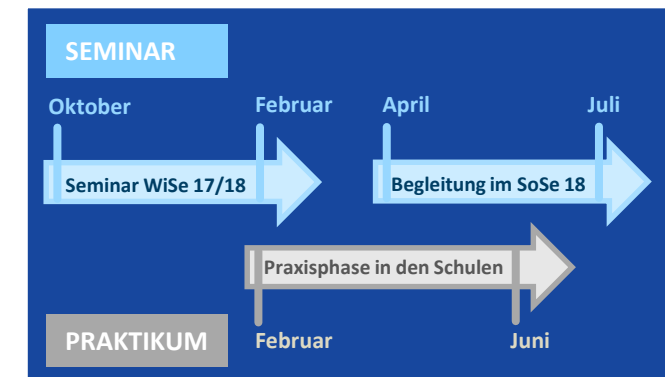 SEMINAR
Oktober
Februar
April
Juli
Seminar WiSe 17/18
Begleitung im SoSe 18
Praxisphase in den Schulen
PRAKTIKUM
Februar
Juni